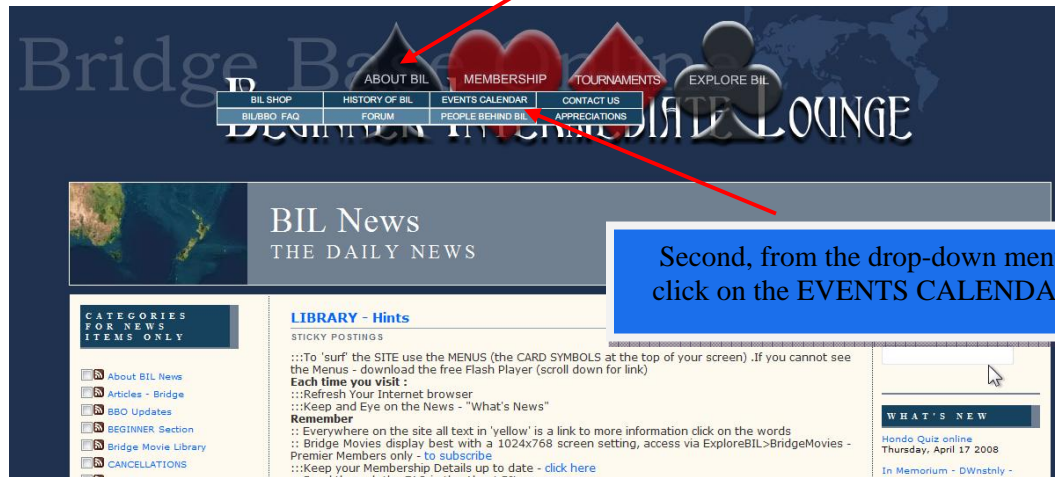 Bridge Base Online
ABOUT BIL MEMBERSHIP TOURNAMENTS EXPLORE BIL
BIL SHOP HISTORY OF BIL EVENTS CALENDAR CONTACT US
BIL/BBO FAQ FORUM PEOPLE BEHIND BIL APPRECIATIONS
BEGINNER INTERMEDIATE LOUNGE
BIL News
THE DAILY NEWS
Second, from the drop-down men
click on the EVENTS CALENDA
CATEGORIES
FOR NEWS
ITEMS ONLY
About BIL News
Articles - Bridge
BBO Updates
BEGINNER Section
Bridge Movie Library
CANCELLATIONS
LIBRARY - Hints
STICKY POSTINGS
:::To 'surf' the SITE use the MENUS (the CARD SYMBOLS at the top of your screen) .If you cannot see
the Menus - download the free Flash Player (scroll down for link)
Each time you visit :
:::Refresh Your Internet browser
:::Keep and Eye on the News - "What's News"
Remember
:: Everywhere on the site all text in 'yellow' is a link to more information click on the words
:: Bridge Movies display best with a 1024x768 screen setting, access via ExploreBIL>BridgeMovies -
Premier Members only - to subscribe
:::Keep your Membership Details up to date - click here
WHAT'S NEW
Hondo Quiz online
Thursday, April 17 2008
In Memorium - DWnstnly -